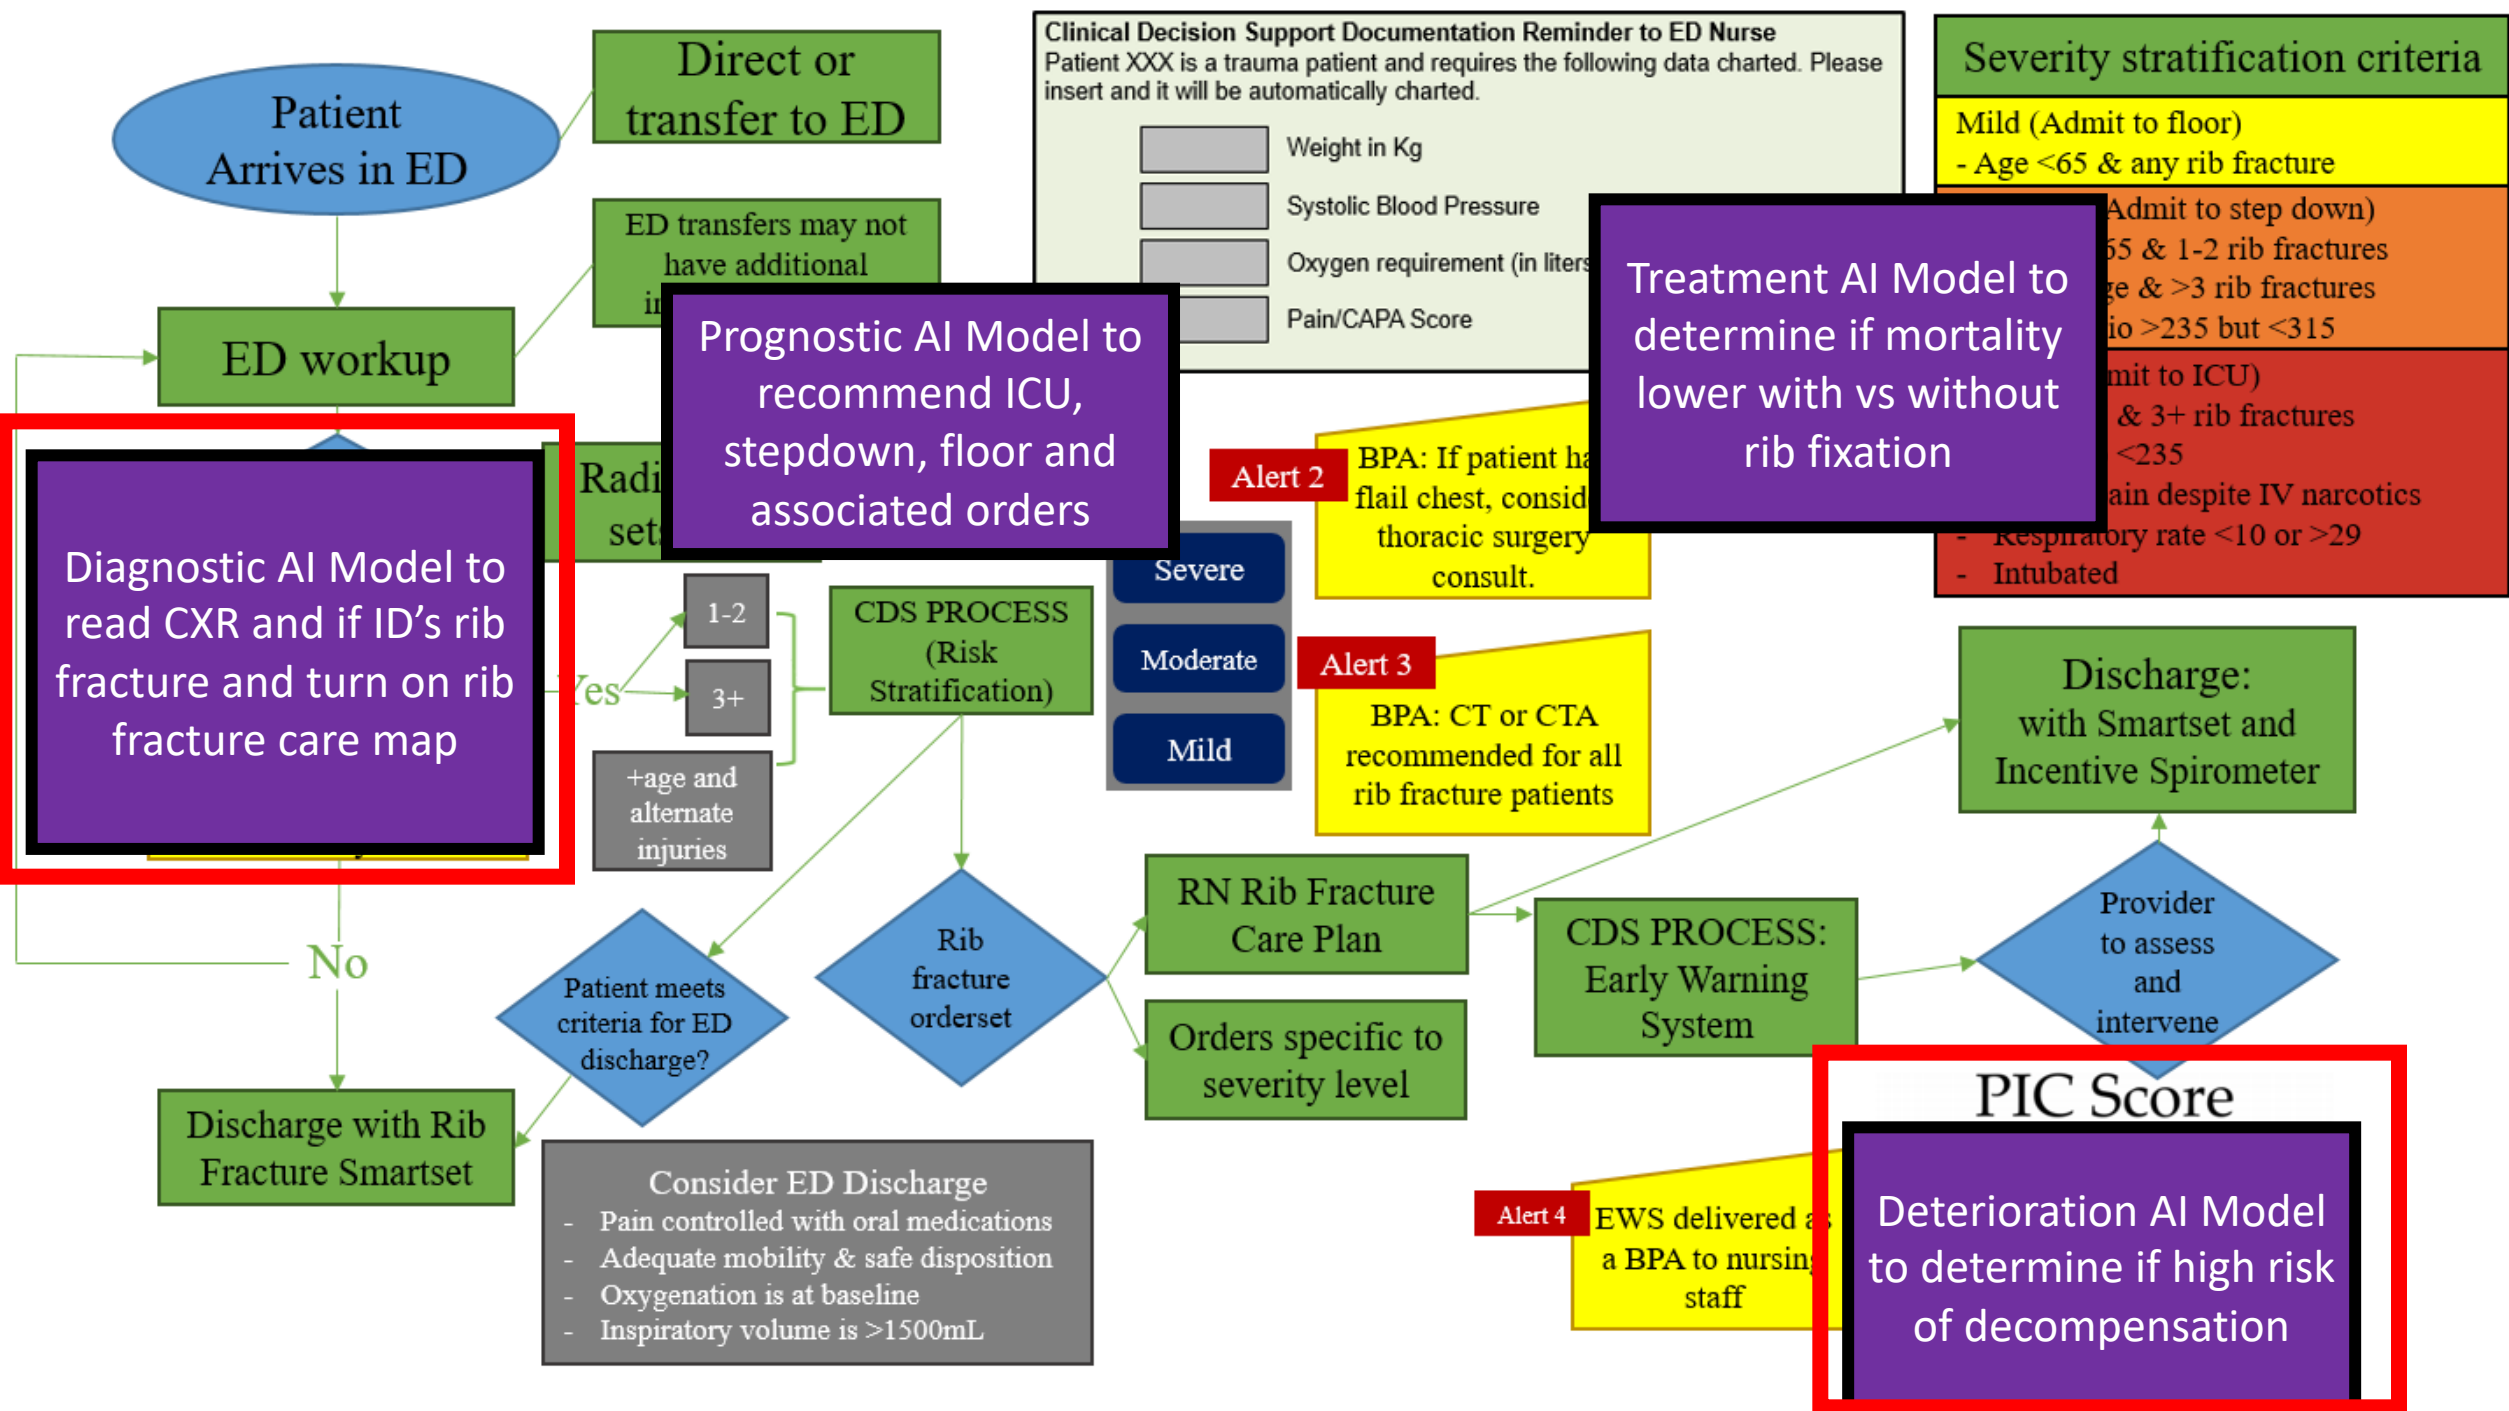 Patient
Arrives in ED
Direct or
transfer to ED
ED transfers may not
have additional
ED workup
Clinical Decision Support Documentation Reminder to ED Nurse
Patient XXX is a trauma patient and requires the following data charted. Please
insert and it will be automatically charted.
Weight in Kg
Systolic Blood Pressure
Oxygen requirement (in liters
Pain/CAPA Score
Severity stratification criteria
Mild (Admit to floor)
- Age <65 & any rib fracture
Admit to step down)
65 & 1-2 rib fractures
& >3 rib fractures
>235 but <315
to ICU)
& 3+ rib fractures
<235
despite IV narcotics
- Respiratory rate <10 or >29
- Intubated
Prognostic AI Model to
recommend ICU,
stepdown, floor and
associated orders
Treatment AI Model to
determine if mortality
lower with vs without
rib fixation
Diagnostic AI Model to
read CXR and if ID's rib
fracture and turn on rib
fracture care map
Yes
1-2
3+
+age and
alternate
injuries
CDS PROCESS
(Risk
Stratification)
Severe
Moderate
Mild
Alert 2
BPA: If patient
flail chest,
thoracic surgery
consult.
Alert 3
BPA: CT or CTA
recommended for all
rib fracture patients
Discharge:
with Smartset and
Incentive Spirometer
No
Patient meets
criteria for ED
discharge?
Rib
fracture
orderset
RN Rib Fracture
Care Plan
Orders specific to
severity level
CDS PROCESS:
Early Warning
System
Provider
to assess
and
intervene
Discharge with Rib
Fracture Smartset
Consider ED Discharge
- Pain controlled with oral medications
- Adequate mobility & safe disposition
- Oxygenation is at baseline
- Inspiratory volume is >1500mL
PIC Score
Alert 4
EWS delivered as
a BPA to nursing
staff
Deterioration AI Model
to determine if high risk
of decompensation